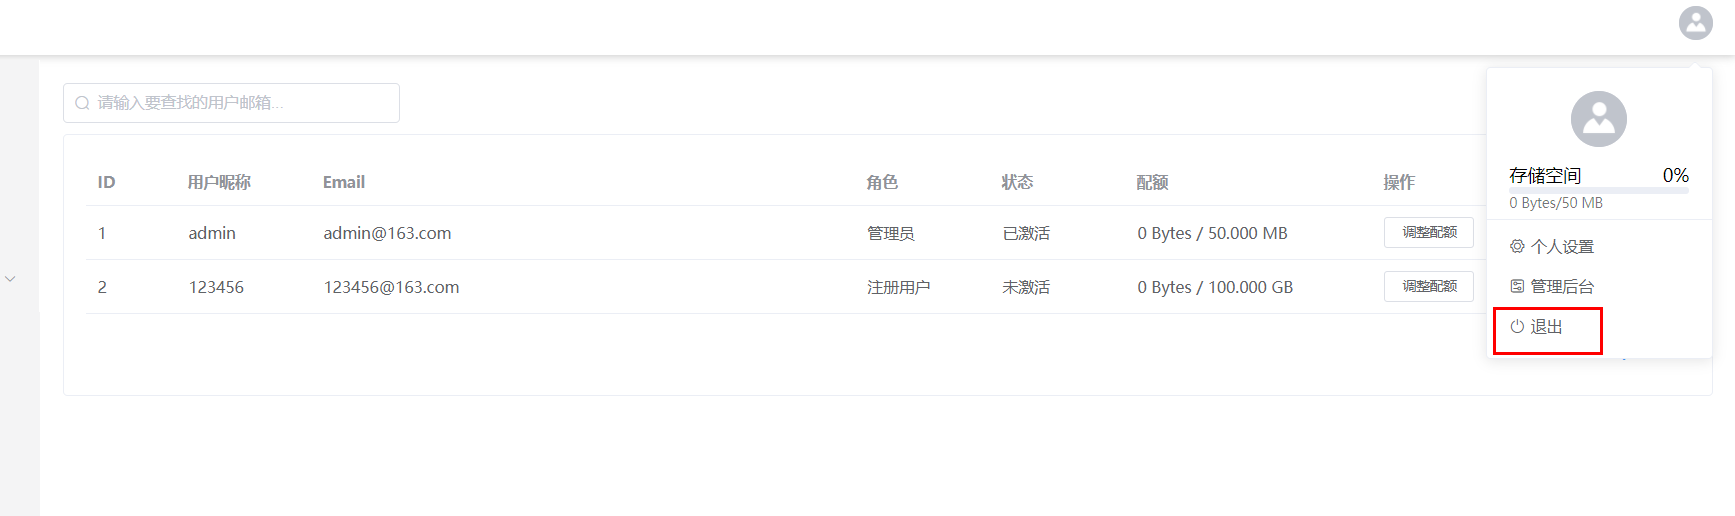 请输入要查找的用户邮箱...
ID 用户昵称 Email 角色 状态 配额 操作
1 admin admin@163.com 管理员 已激活 0 Bytes / 50.000 MB 调整配额
2 123456 123456@163.com 注册用户 未激活 0 Bytes / 100.000 GB 调整配额
存储空间 0%
0 Bytes/50 MB
个人设置
管理后台
退出